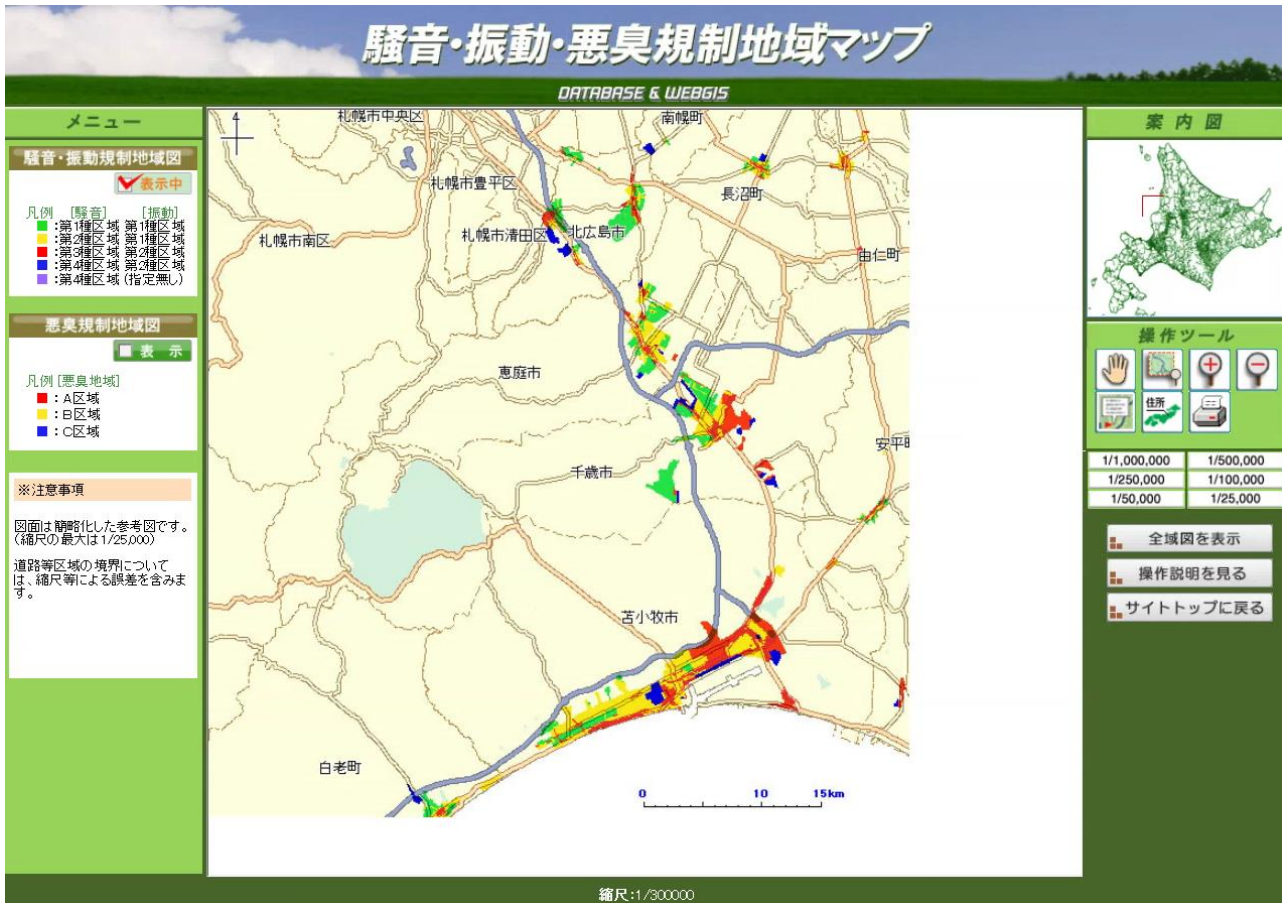 騒音・振動・悪臭規制地域マップ
DATABASE & WEBGIS
メニュー
騒音・振動規制地域図
表示中
凡例 [騒音] [振動]
:第1種区域 第1種区域
:第2種区域 第1種区域
:第3種区域 第2種区域
:第4種区域 第2種区域
:第4種区域 (指定無し)
悪臭規制地域図
表 示
凡例 [悪臭地域]
:A区域
:B区域
:C区域
※注意事項
図面は簡略化した参考図です。
(縮尺の最大は1/25,000)
道路等区域の境界について
は、縮尺等による誤差を含みま
す。
4
札幌市中央区
南幌町
札幌市豊平区
長沼町
札幌市南区
札幌市清田区
北広島市
由仁町
恵庭市
安平町
千歳市
苫小牧市
白老町
0 10 15km
縮尺:1/300000
案 内 図
操作ツール
住所
1/1,000,000 1/500,000
1/250,000 1/100,000
1/50,000 1/25,000
全域図を表示
操作説明を見る
サイトトップに戻る